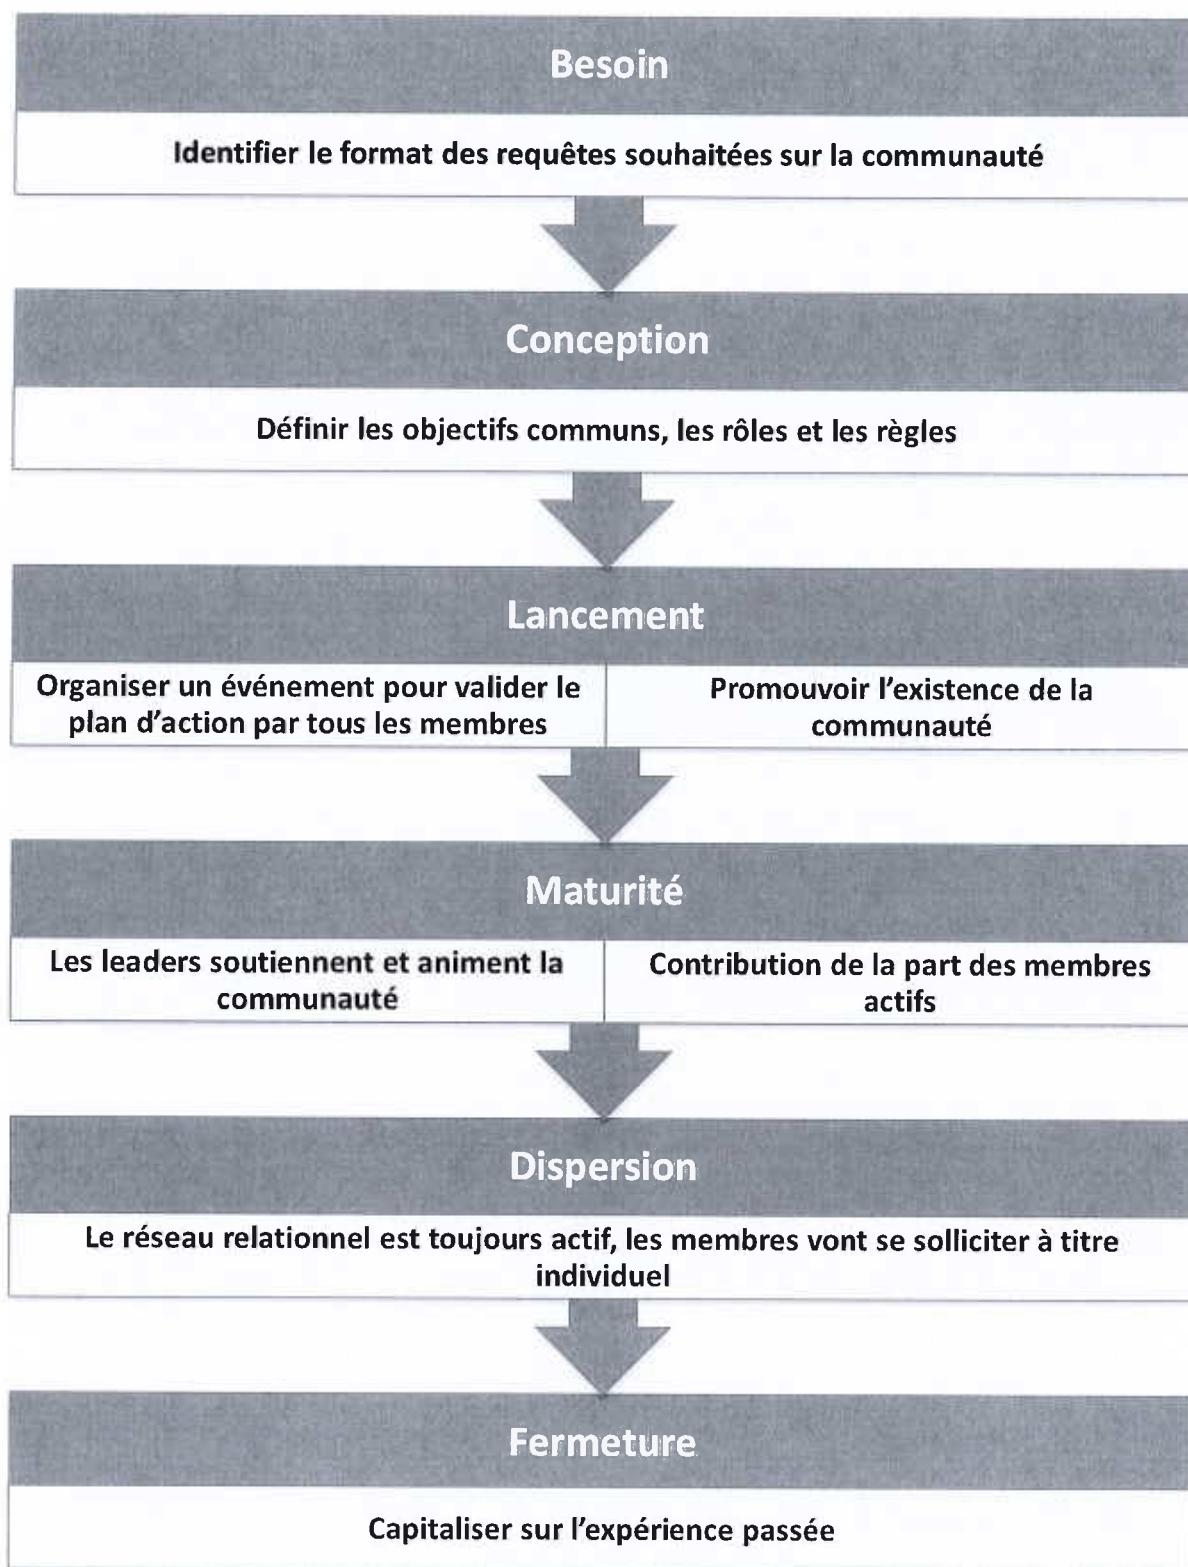 Besoin
Identifier le format des requêtes souhaitées sur la communauté
Conception
Définir les objectifs communs, les rôles et les règles
Lancement
Organiser un événement pour valider le
plan d'action par tous les membres
Promouvoir l'existence de la
communauté
Maturité
Les leaders soutiennent et animent la
communauté
Contribution de la part des membres
actifs
Dispersion
Le réseau relationnel est toujours actif, les membres vont se solliciter à titre
individuel
Fermeture
Capitaliser sur l'expérience passée